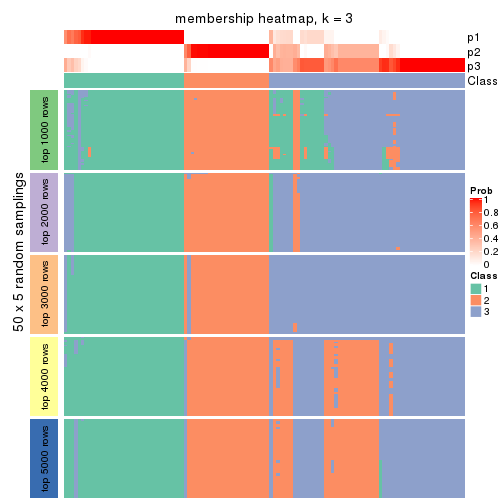 membership heatmap, k = 3
p1
p2
p3
Class
50 x 5 random samplings
top 1000 rows
top 2000 rows
top 3000 rows
top 4000 rows
top 5000 rows
Prob
1
0.8
0.6
0.4
0.2
0
Class
1
2
3